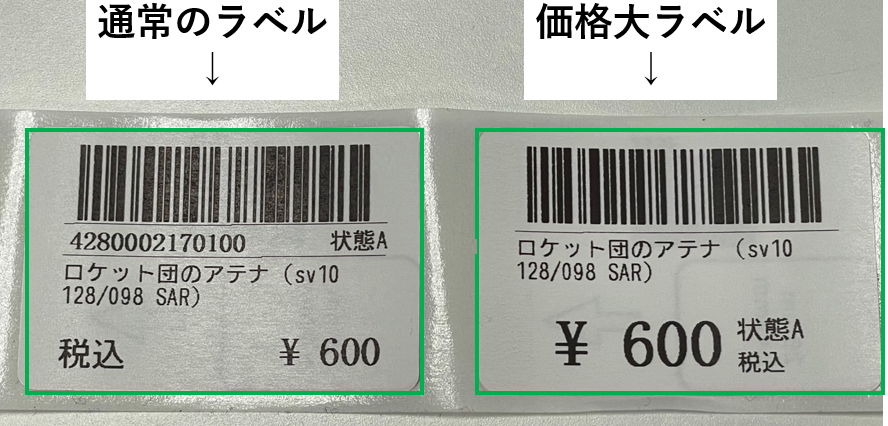 通常のラベル
↓
価格大ラベル
↓
4280002170100 状態A
ロケット団のアテナ（sv10
128/098 SAR）
税込 ¥ 600
ロケット団のアテナ（sv10
128/098 SAR）
¥ 600 状態A
税込